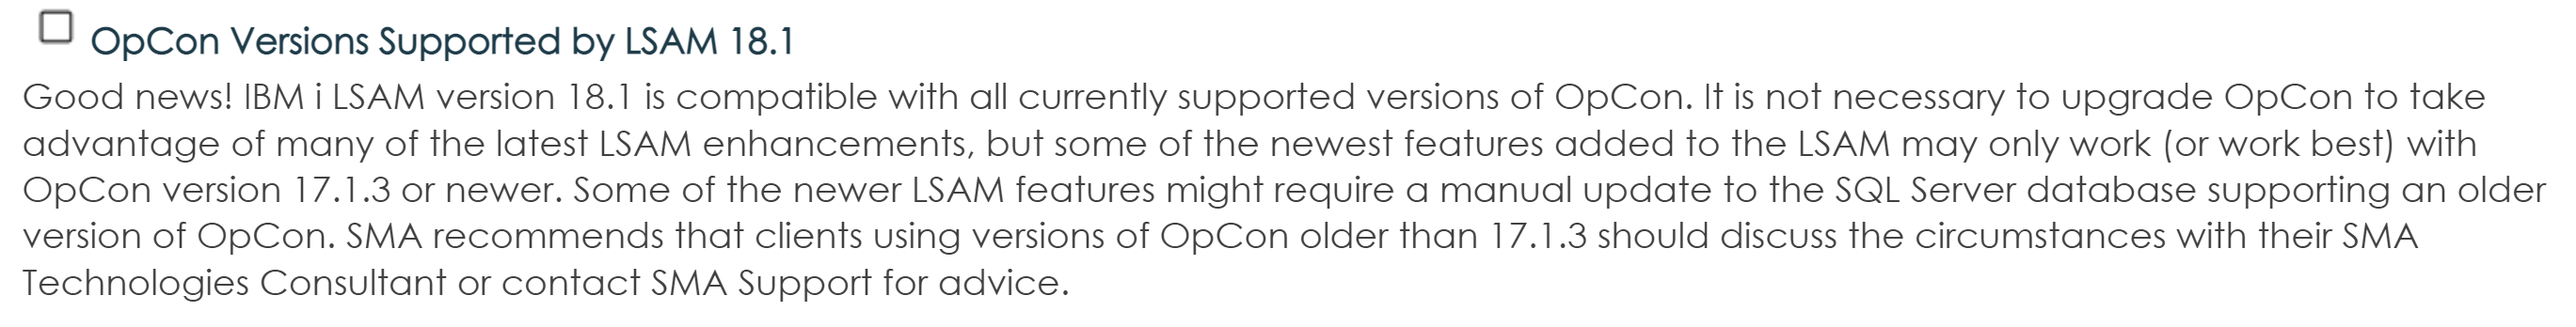 OpCon Versions Supported by LSAM 18.1
Good news! IBM i LSAM version 18.1 is compatible with all currently supported versions of OpCon. It is not necessary to upgrade OpCon to take
advantage of many of the latest LSAM enhancements, but some of the newest features added to the LSAM may only work (or work best) with
OpCon version 17.1.3 or newer. Some of the newer LSAM features might require a manual update to the SQL Server database supporting an older
version of OpCon. SMA recommends that clients using versions of OpCon older than 17.1.3 should discuss the circumstances with their SMA
Technologies Consultant or contact SMA Support for advice.